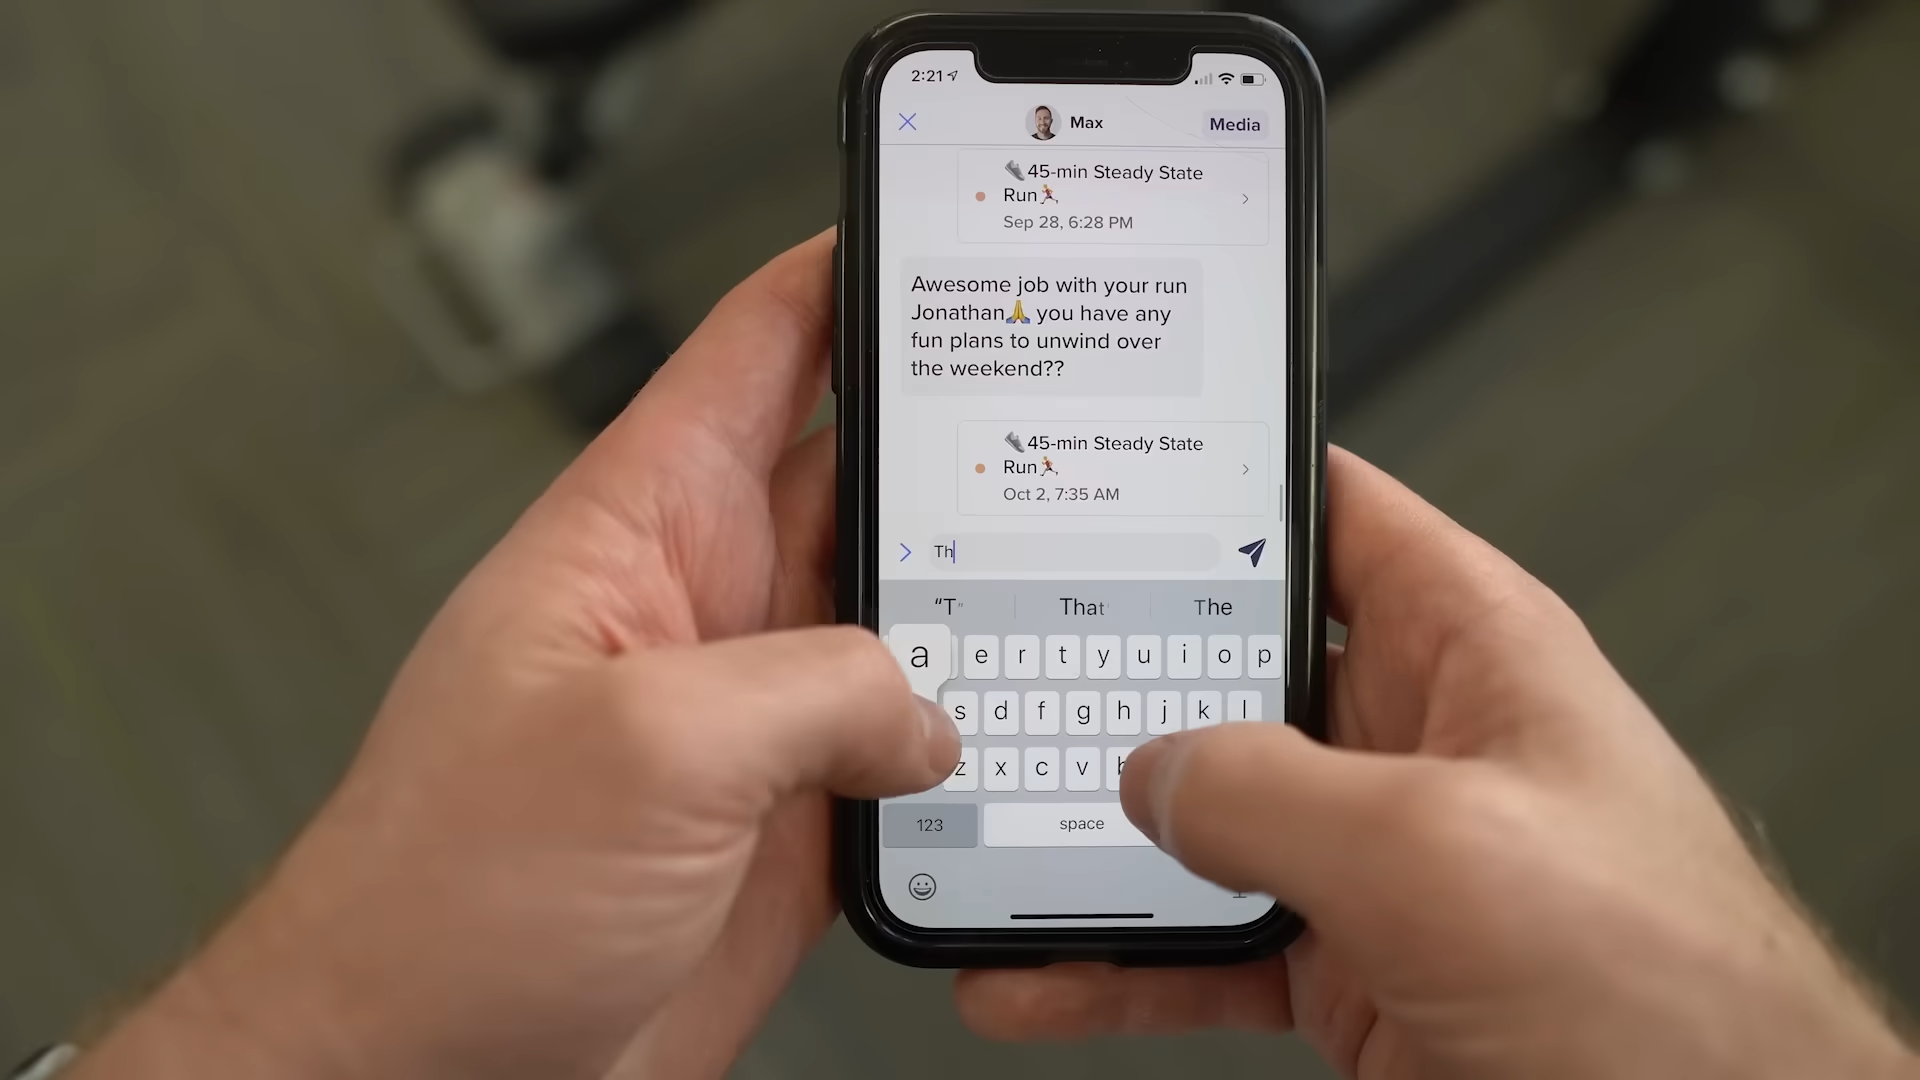 2:21
Max
Media
45-min Steady State
Run
Sep 28, 6:28 PM
Awesome job with your run
Jonathan🙏 you have any
fun plans to unwind over
the weekend??
45-min Steady State
Run
Oct 2, 7:35 AM
Th
“T” That The
a e r t y u i o p
s d f g h j k l
z x c v b
123 space